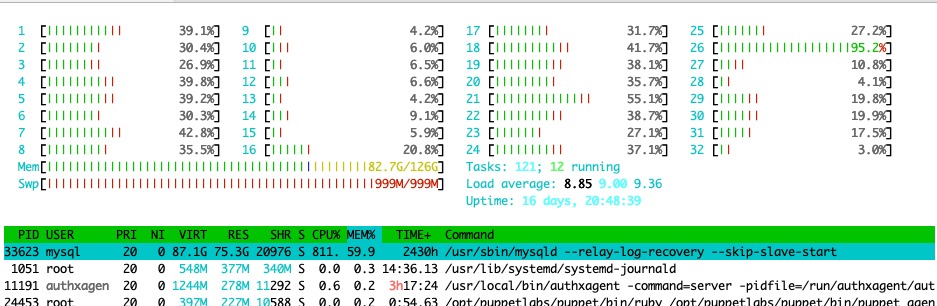 1 [|||||||||||| 39.1%] 9 [|| 4.2%] 17 [||||||||| 31.7%] 25 [|||||||| 27.2%]
2 [||||||||| 30.4%] 10 [||| 6.0%] 18 [|||||||||||| 41.7%] 26 [||||||||||||||||||||||||||95.2%]
3 [|||||||| 26.9%] 11 [||| 6.5%] 19 [||||||||||| 38.1%] 27 [|||| 10.8%]
4 [|||||||||||| 39.8%] 12 [||| 6.6%] 20 [||||||||||| 35.7%] 28 [|| 4.1%]
5 [|||||||||||| 39.2%] 13 [|| 4.2%] 21 [|||||||||||||||| 55.1%] 29 [|||||| 19.8%]
6 [||||||||| 30.3%] 14 [||| 9.1%] 22 [||||||||||| 38.7%] 30 [|||||| 19.9%]
7 [|||||||||||| 42.8%] 15 [||| 5.9%] 23 [|||||||| 27.1%] 31 [||||| 17.5%]
8 [|||||||||| 35.5%] 16 [||||||| 20.8%] 24 [||||||||||| 37.1%] 32 [| 3.0%]
Mem[||||||||||||||||||||||||||||||||||||||||||||||||82.7G/126G] Tasks: 121; 12 running
Swp[||||||||||||||||||||||||||||||||||||||||||||||||999M/999M] Load average: 8.85 9.00 9.36
Uptime: 16 days, 20:48:39
PID USER PRI NI VIRT RES SHR S CPU% MEM% TIME+ Command
33623 mysql 20 0 87.1G 75.3G 20976 S 811. 59.9 2430h /usr/sbin/mysqld --relay-log-recovery --skip-slave-start
1051 root 20 0 548M 377M 340M S 0.0 0.3 14:36.13 /usr/lib/systemd/systemd-journald
11191 authxagen 20 0 1244M 278M 11292 S 0.6 0.2 3h17:24 /usr/local/bin/authxagent -command=server -pidfile=/run/authxagent/aut
24453 root 20 0 397M 227M 10588 S 0.0 0.2 0:54.63 /opt/puppetlabs/puppet/bin/ruby /opt/puppetlabs/puppet/bin/puppet agen